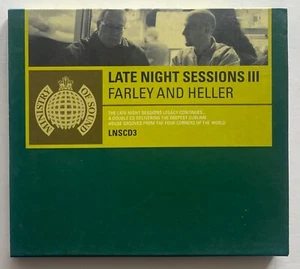 MINISTRY OF SOUND
LATE NIGHT SESSIONS III
FARLEY AND HELLER
THE LATE NIGHT SESSIONS LEGACY CONTINUES...
A DOUBLE CD DELIVERING THE DEEPEST SUBLIME
HOUSE GROOVES FROM THE FOUR CORNERS OF THE WORLD
LNSCD3